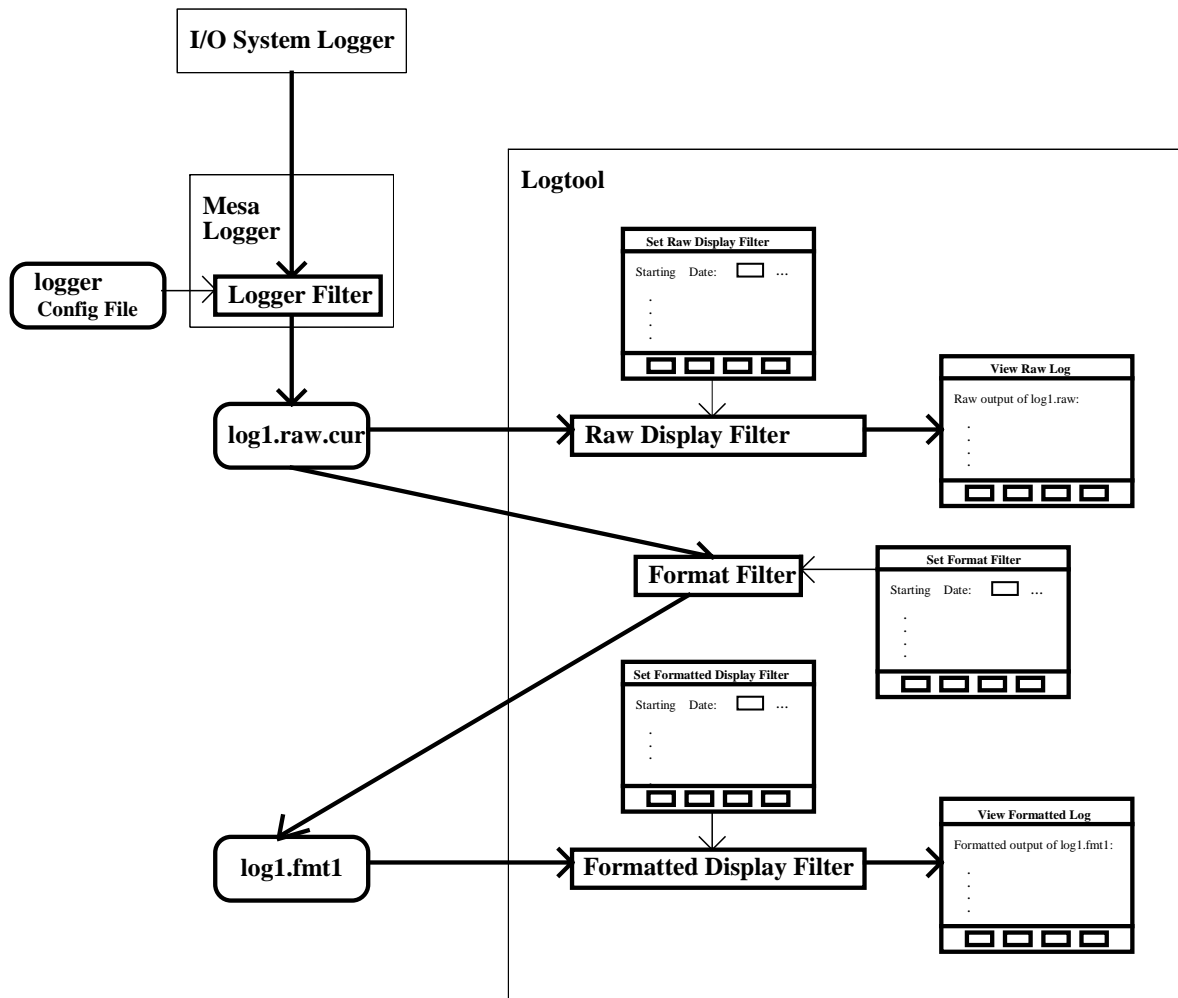 I/O System Logger
Logtool
Mesa
Logger
Logger Filter
logger
Config File
Set Raw Display Filter
Starting Date: ...
View Raw Log
Raw output of log1.raw:
log1.raw.cur
Raw Display Filter
Format Filter
Set Format Filter
Starting Date: ...
Set Formatted Display Filter
Starting Date: ...
View Formatted Log
Formatted output of log1.fmt1:
log1.fmt1
Formatted Display Filter